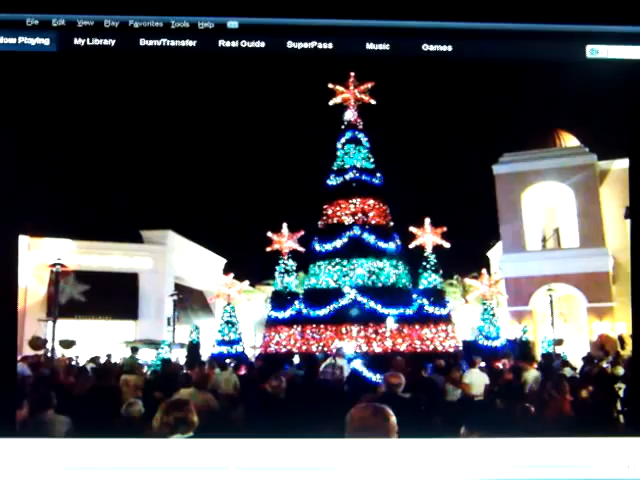 File Edit View Play Favorites Tools Help
Now Playing My Library Burn/Transfer Real Guide SuperPass Music Games